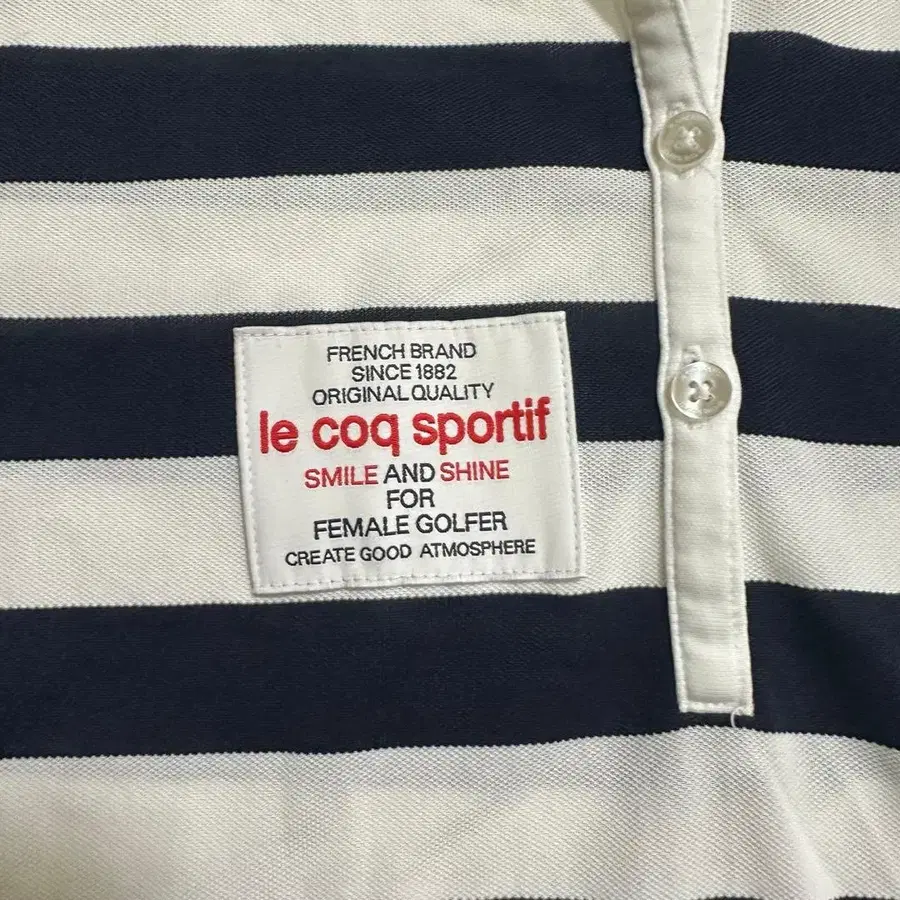 FRENCH BRAND
SINCE 1882
ORIGINAL QUALITY
le coq sportif
SMILE AND SHINE
FOR
FEMALE GOLFER
CREATE GOOD ATMOSPHERE